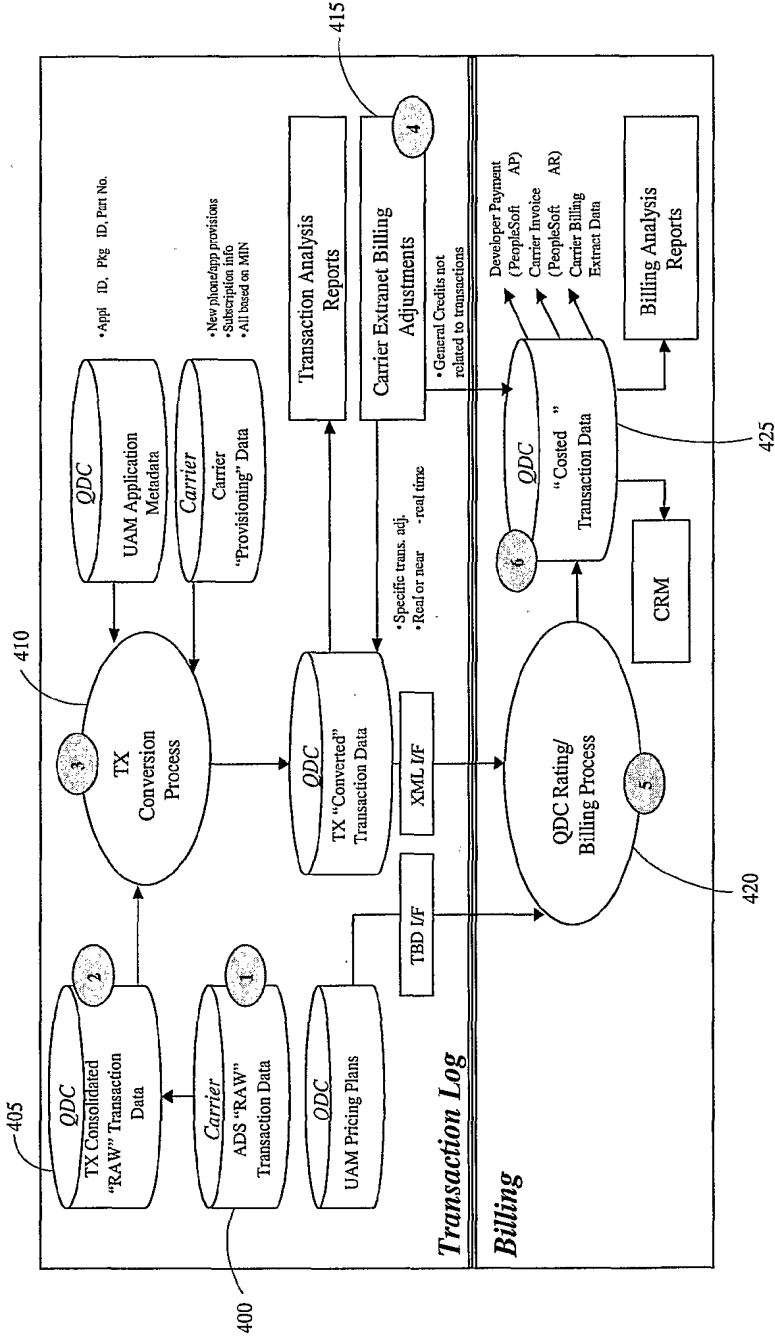 405
QDC
TX Consolidated
"RAW" Transaction
Data
2
400
Carrier
ADS "RAW"
Transaction Data
1
QDC
UAM Pricing Plans
410
3
TX
Conversion
Process
QDC
UAM Application
Metadata
• Appl ID, Pkg ID, Part No.
Carrier
Carrier
"Provisioning" Data
• New phone/app provisions
• Subscription info
• All based on MIN
QDC
TX "Converted"
Transaction Data
Transaction Analysis
Reports
415
Carrier Extranet Billing
Adjustments
4
• Specific trans. adj.
• Real or near -real time
• General Credits not
related to transactions
TBD I/F
XML I/F
Transaction Log
Billing
QDC Rating/
Billing Process
5
420
6
QDC
"Costed "
Transaction Data
425
Developer Payment
(PeopleSoft AP)
Carrier Invoice
(PeopleSoft AR)
Carrier Billing
Extract Data
CRM
Billing Analysis
Reports